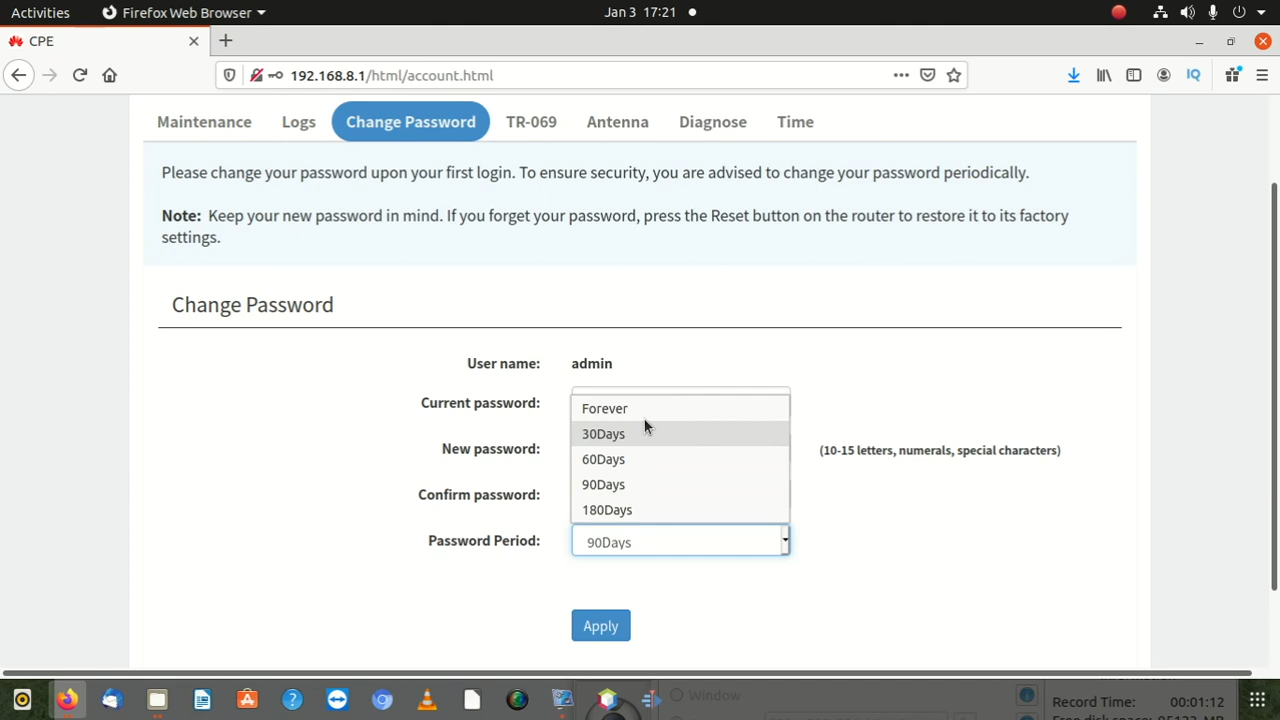 Activities Firefox Web Browser Jan 3 17:21
CPE
192.168.8.1/html/account.html IQ
Maintenance Logs Change Password TR-069 Antenna Diagnose Time
Please change your password upon your first login. To ensure security, you are advised to change your password periodically.
Note: Keep your new password in mind. If you forget your password, press the Reset button on the router to restore it to its factory
settings.
Change Password
User name: admin
Current password:
Forever
30Days
New password: (10-15 letters, numerals, special characters)
60Days
90Days
Confirm password:
180Days
Password Period: 90Days
Apply
Window
Record Time: 00:01:12